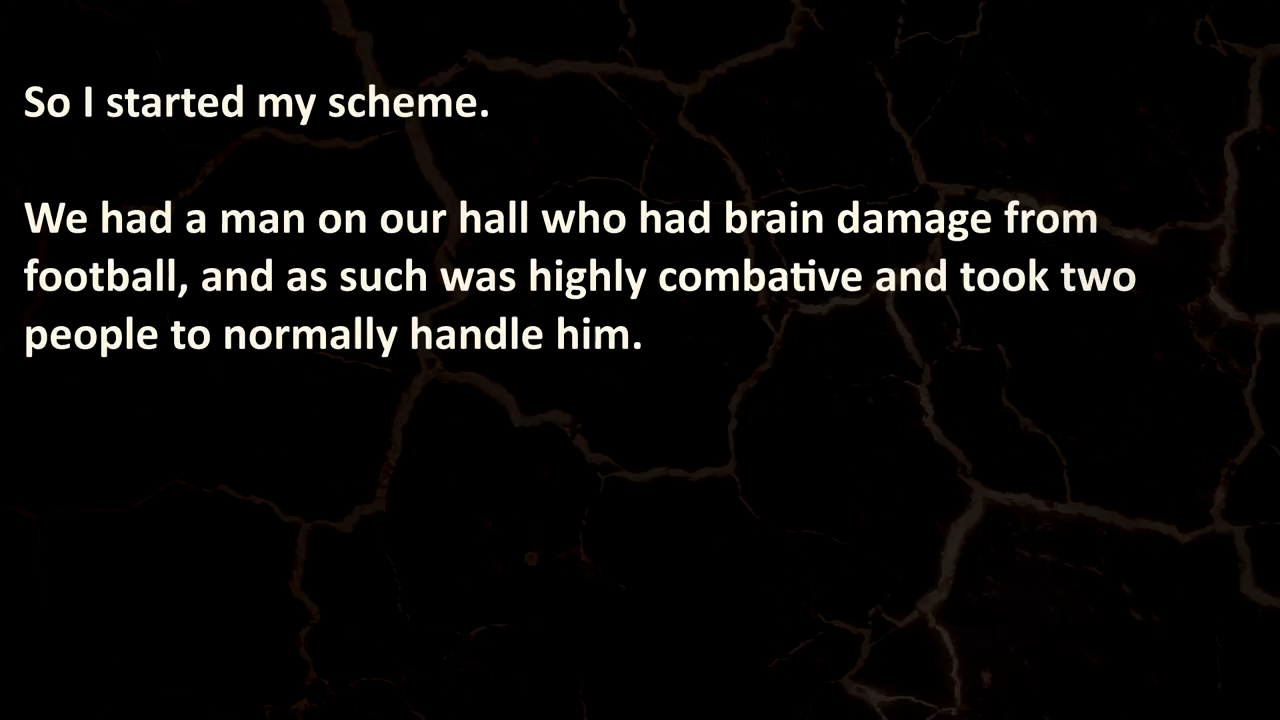 So I started my scheme.
We had a man on our hall who had brain damage from
football, and as such was highly combative and took two
people to normally handle him.